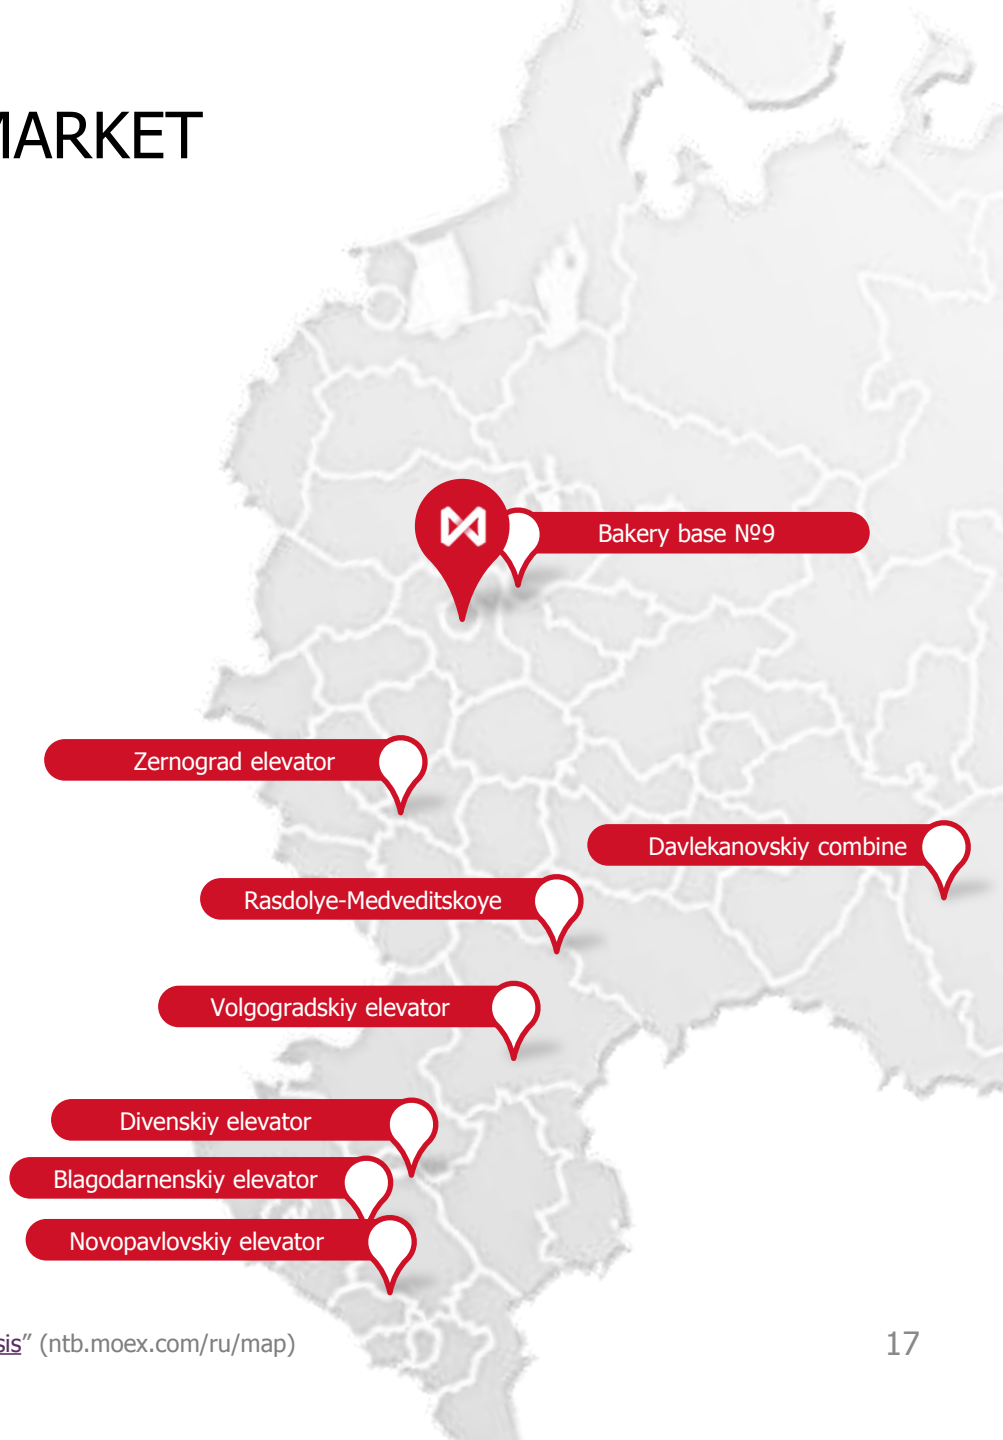 MARKET
Bakery base №9
Zernograd elevator
Davlekanovskiy combine
Rasdolye-Medveditskoye
Volgogradskiy elevator
Divenskiy elevator
Blagodarnenskiy elevator
Novopavlovskiy elevator
sis” (ntb.moex.com/ru/map)
17